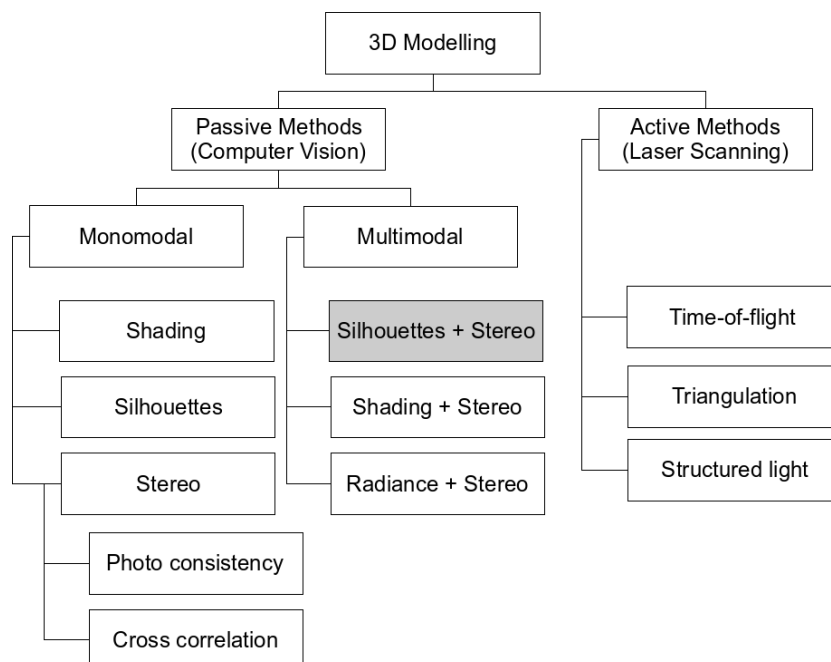 3D Modelling
Passive Methods
(Computer Vision)
Active Methods
(Laser Scanning)
Monomodal
Multimodal
Shading
Silhouettes
Stereo
Photo consistency
Cross correlation
Silhouettes + Stereo
Shading + Stereo
Radiance + Stereo
Time-of-flight
Triangulation
Structured light